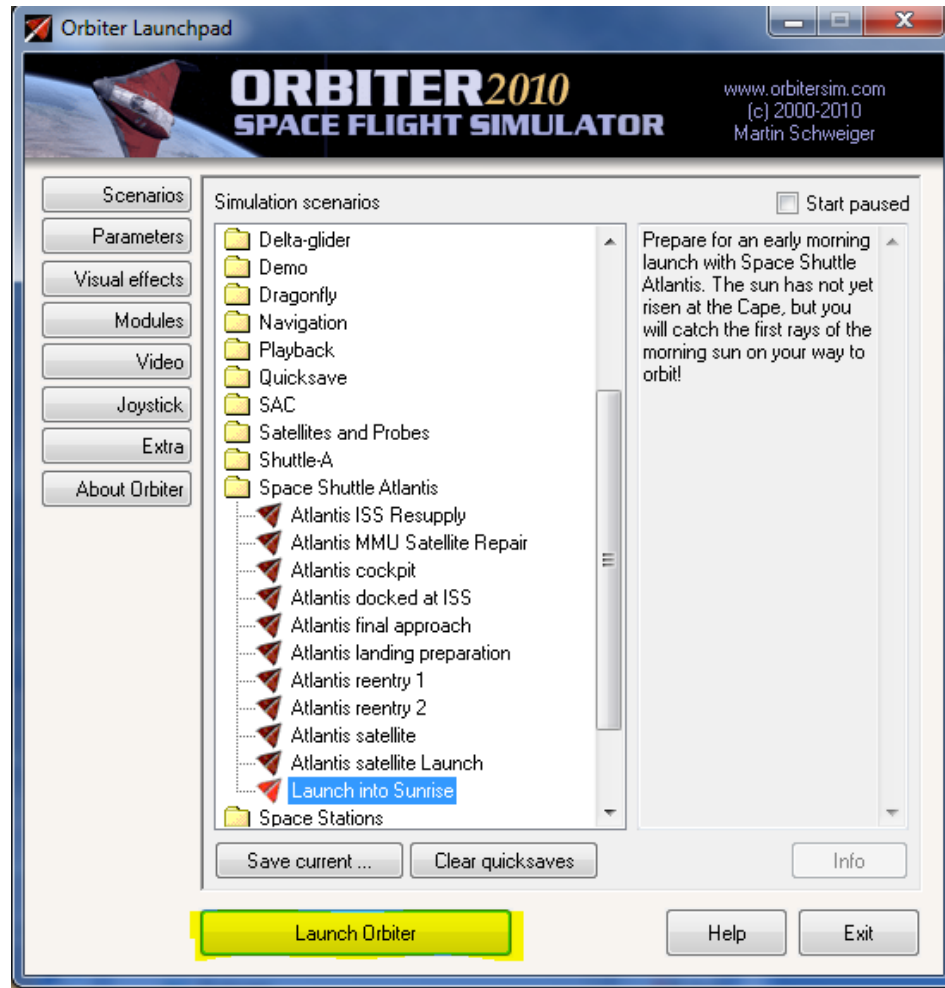 Orbiter Launchpad
ORBITER2010
SPACE FLIGHT SIMULATOR
www.orbitersim.com
(c) 2000-2010
Martin Schweiger
Scenarios
Parameters
Visual effects
Modules
Video
Joystick
Extra
About Orbiter
Simulation scenarios
Start paused
Delta-glider
Demo
Dragonfly
Navigation
Playback
Quicksave
SAC
Satellites and Probes
Shuttle-A
Space Shuttle Atlantis
Atlantis ISS Resupply
Atlantis MMU Satellite Repair
Atlantis cockpit
Atlantis docked at ISS
Atlantis final approach
Atlantis landing preparation
Atlantis reentry 1
Atlantis reentry 2
Atlantis satellite
Atlantis satellite Launch
Launch into Sunrise
Space Stations
Prepare for an early morning
launch with Space Shuttle
Atlantis. The sun has not yet
risen at the Cape, but you
will catch the first rays of the
morning sun on your way to
orbit!
Save current ...
Clear quicksaves
Info
Launch Orbiter
Help
Exit